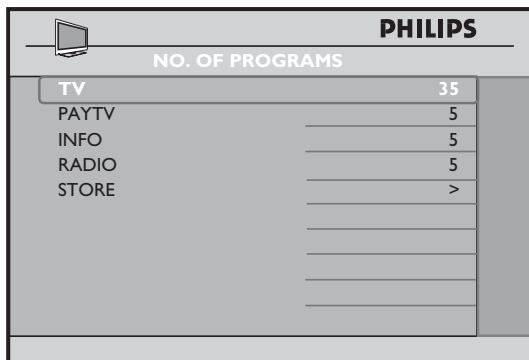 PHILIPS
NO. OF PROGRAMS
TV 35
PAYTV 5
INFO 5
RADIO 5
STORE >